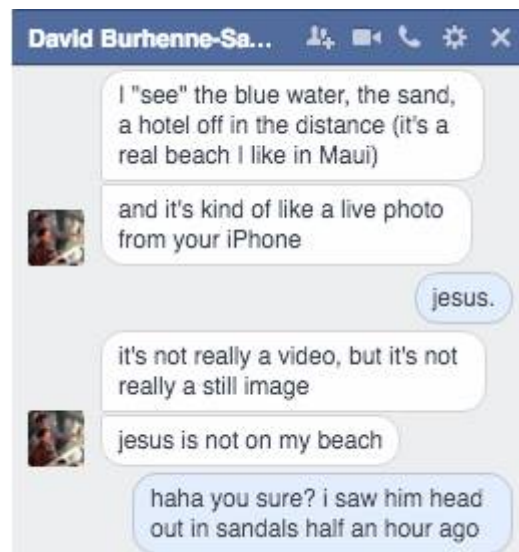 David Burhenne-Sa...
I "see" the blue water, the sand,
a hotel off in the distance (it's a
real beach I like in Maui)
and it's kind of like a live photo
from your iPhone
jesus.
it's not really a video, but it's not
really a still image
jesus is not on my beach
haha you sure? i saw him head
out in sandals half an hour ago